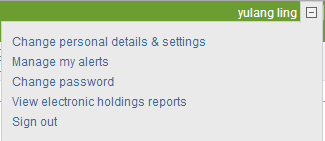 yulang ling
Change personal details & settings
Manage my alerts
Change password
View electronic holdings reports
Sign out